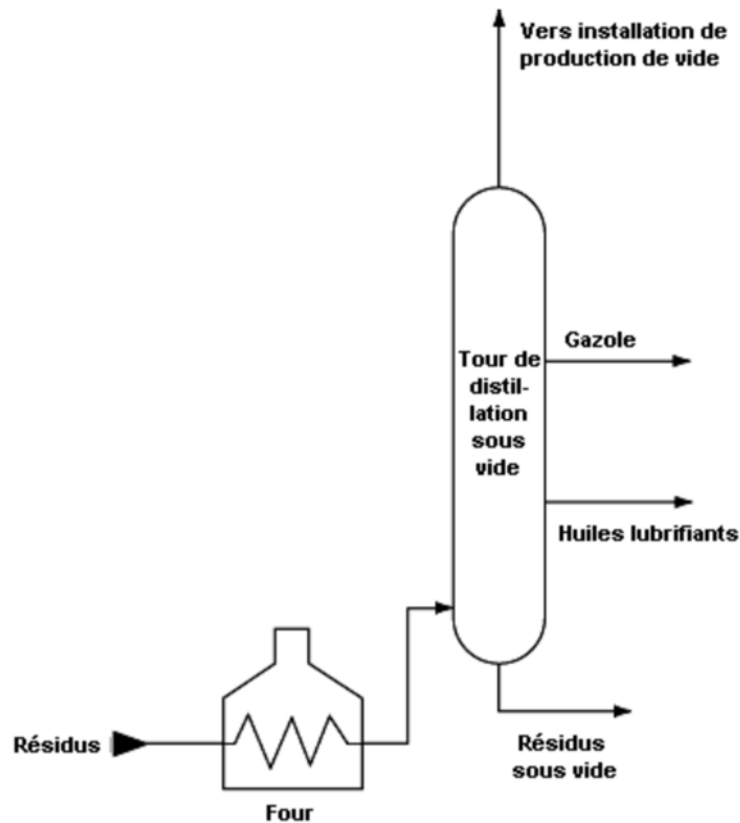 Vers installation de
production de vide
Gazole
Tour de
distil-
lation
sous
vide
Huiles lubrifiants
Résidus
Résidus
sous vide
Four